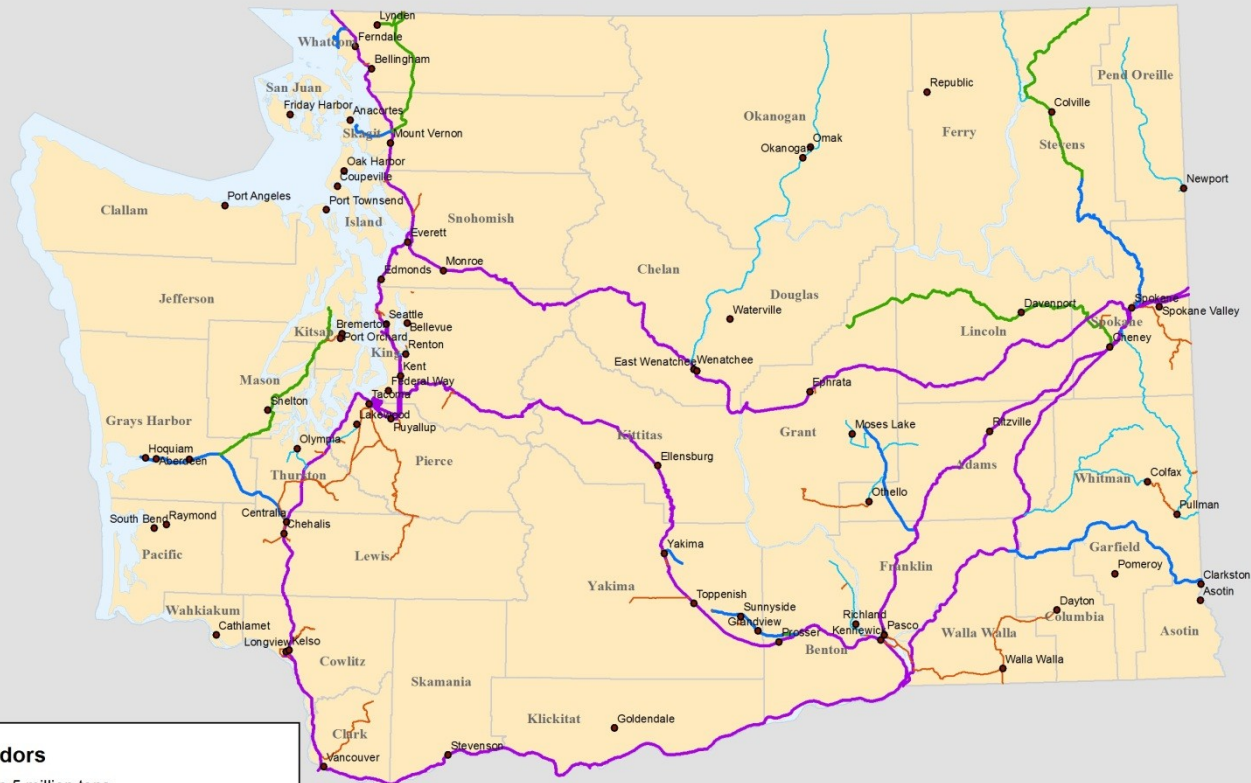 Lynden
Whatcom
Ferndale
Bellingham
San Juan
Friday Harbor
Anacortes
Skagit
Mount Vernon
Oak Harbor
Coupeville
Port Angeles
Port Townsend
Clallam
Island
Snohomish
Everett
Edmonds
Monroe
Jefferson
Seattle
Bellevue
Kitsap
Bremerton
Port Orchard
King
Renton
Kent
Mason
Federal Way
Tacoma
Shelton
Lakewood
Puyallup
Grays Harbor
Olympia
Hoquiam
Aberdeen
Thurston
Pierce
Centralia
Chehalis
South Bend
Raymond
Pacific
Lewis
Wahkiakum
Cathlamet
Longview
Kelso
Cowlitz
Skamania
Clark
Vancouver
Stevenson
Klickitat
Goldendale
Okanogan
Omak
Okanogan
Republic
Ferry
Colville
Stevens
Pend Oreille
Newport
Chelan
Douglas
Waterville
East Wenatchee
Wenatchee
Ephrata
Lincoln
Davenport
Spokane
Spokane Valley
Spokane
Cheney
Kittitas
Ellensburg
Grant
Moses Lake
Othello
Ritzville
Adams
Whitman
Colfax
Pullman
Yakima
Yakima
Toppenish
Sunnyside
Grandview
Prosser
Benton
Richland
Kennewick
Pasco
Franklin
Walla Walla
Walla Walla
Dayton
Columbia
Garfield
Pomeroy
Clarkston
Asotin
Asotin
dors